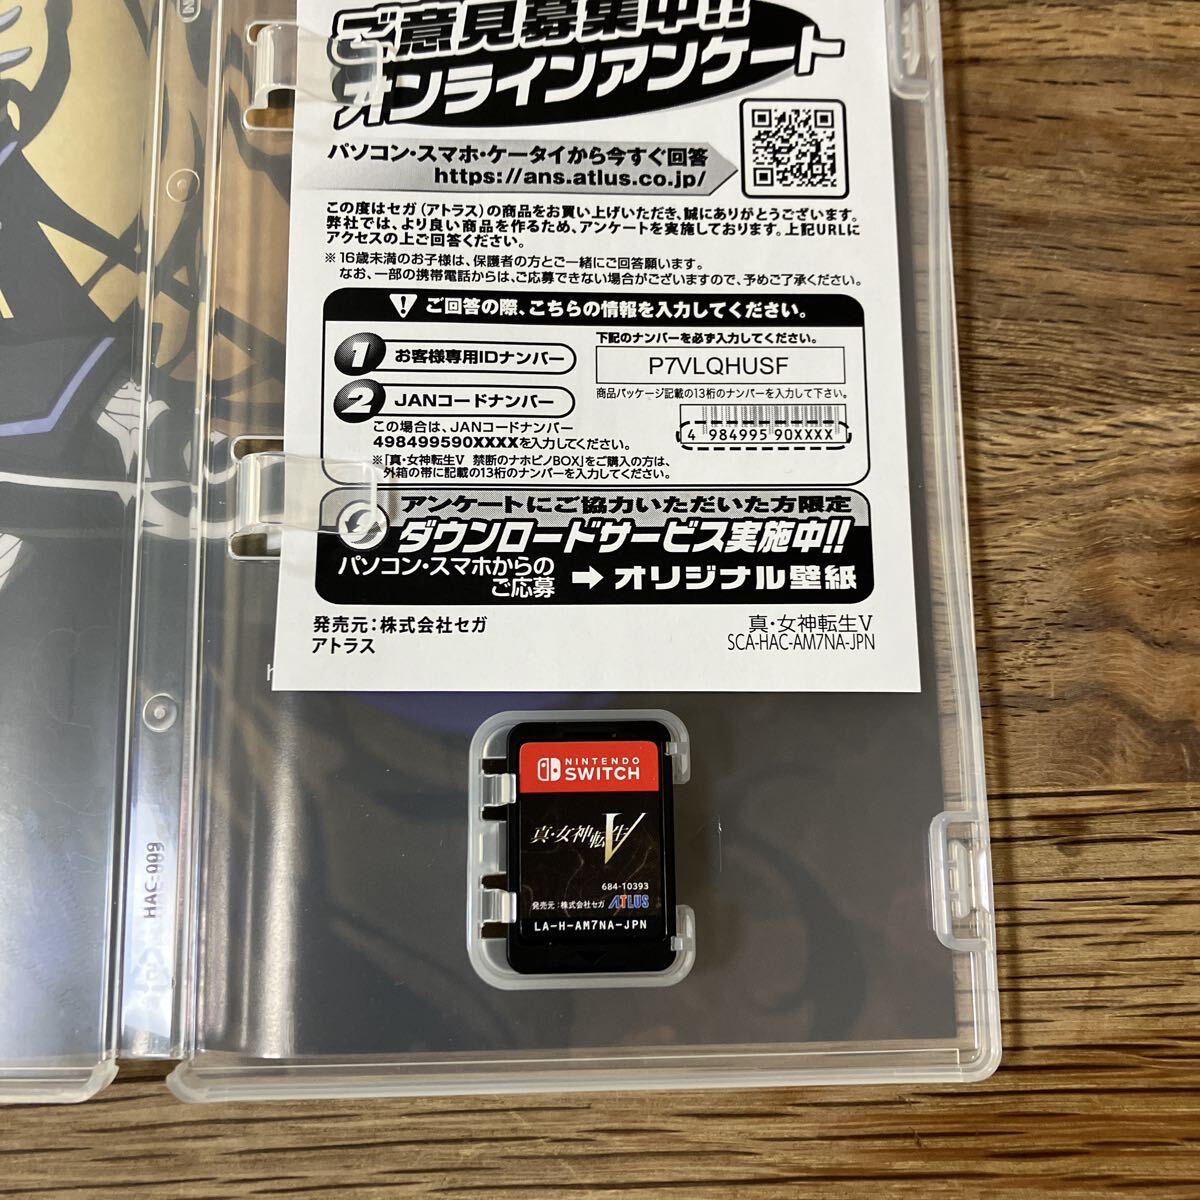 ご意見募集中!!
オンラインアンケート
パソコン・スマホ・ケータイから今すぐ回答
https://ans.atlus.co.jp/
この度はセガ(アトラス)の商品をお買い上げいただき、誠にありがとうございます。
弊社では、より良い商品を作るため、アンケートを実施しております。上記URLに
アクセスの上ご回答ください。
※16歳未満のお子様は、保護者の方とご一緒にご回答願います。
なお、一部の携帯電話からは、ご応募できない場合がございますので、予めご了承ください。
! ご回答の際、こちらの情報を入力してください。
1 お客様専用IDナンバー
下記のナンバーを必ず入力してください。
P7VLQHUSF
2 JANコードナンバー
商品パッケージ記載の13桁のナンバーを入力して下さい。
この場合は、JANコードナンバー
498499590XXXXを入力してください。
4 984995 90XXXX
※「真・女神転生V 禁断のナホビノBOX」をご購入の方は、
外箱の帯に記載の13桁のナンバーを入力してください。
アンケートにご協力いただいた方限定
ダウンロードサービス実施中!!
パソコン・スマホからの
ご応募
➡オリジナル壁紙
発売元:株式会社セガ
アトラス
真・女神転生V
SCA-HAC-AM7NA-JPN
NINTENDO
SWITCH
真・女神転生V
684-10393
発売元:株式会社セガ ATLUS
LA-H-AM7NA-JPN
HAC-009